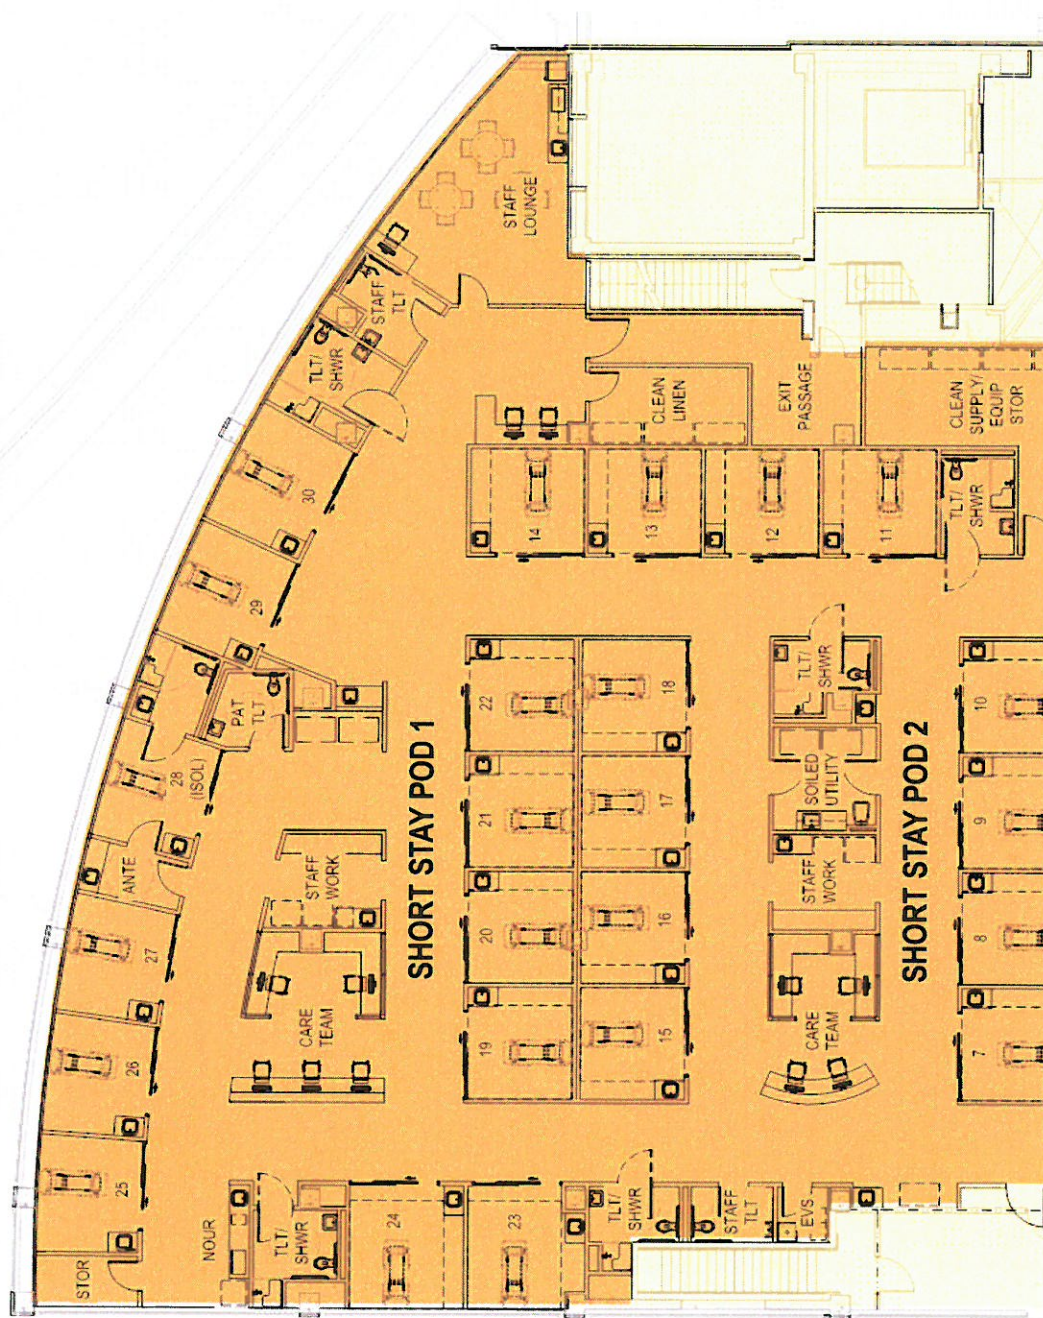 STAFF
LOUNGE
STAFF
TLT
TLT/
SHWR
CLEAN
LINEN
EXIT
PASSAGE
CLEAN
SUPPLY/
EQUIP
STOR
30
14
13
12
11
TLT/
SHWR
29
PAT
TLT
28
(ISOL)
ANTE
22
18
TLT/
SHWR
10
21
17
SOILED
UTILITY
9
SHORT STAY POD 1
SHORT STAY POD 2
STAFF
WORK
20
16
STAFF
WORK
8
27
CARE
TEAM
19
15
CARE
TEAM
7
26
25
STOR
NOUR
TLT/
SHWR
24
23
TLT/
SHWR
STAFF
TLT
EVS